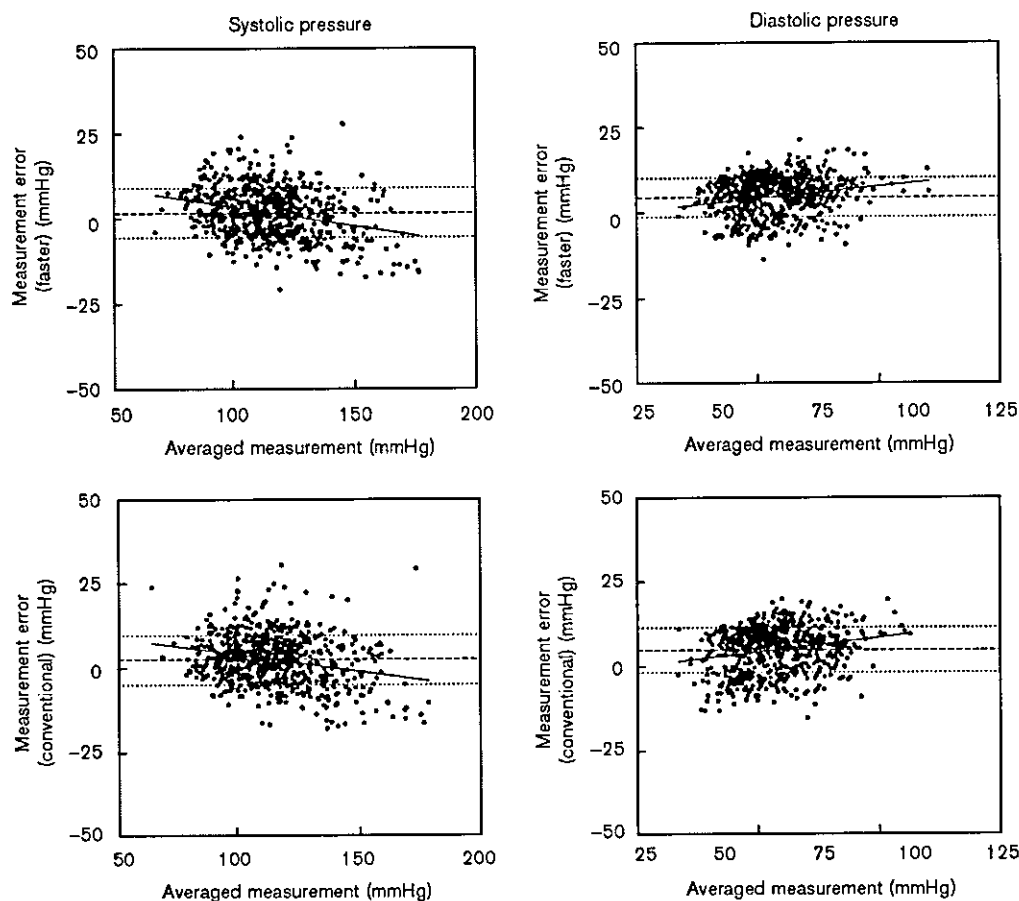 Systolic pressure
Diastolic pressure
50
25
0
−25
−50
Measurement error
(faster) (mmHg)
50
100
150
200
Averaged measurement (mmHg)
50
25
0
−25
−50
Measurement error
(faster) (mmHg)
25
50
75
100
125
Averaged measurement (mmHg)
50
25
0
−25
−50
Measurement error
(conventional) (mmHg)
50
100
150
200
Averaged measurement (mmHg)
50
25
0
−25
−50
Measurement error
(conventional) (mmHg)
25
50
75
100
125
Averaged measurement (mmHg)